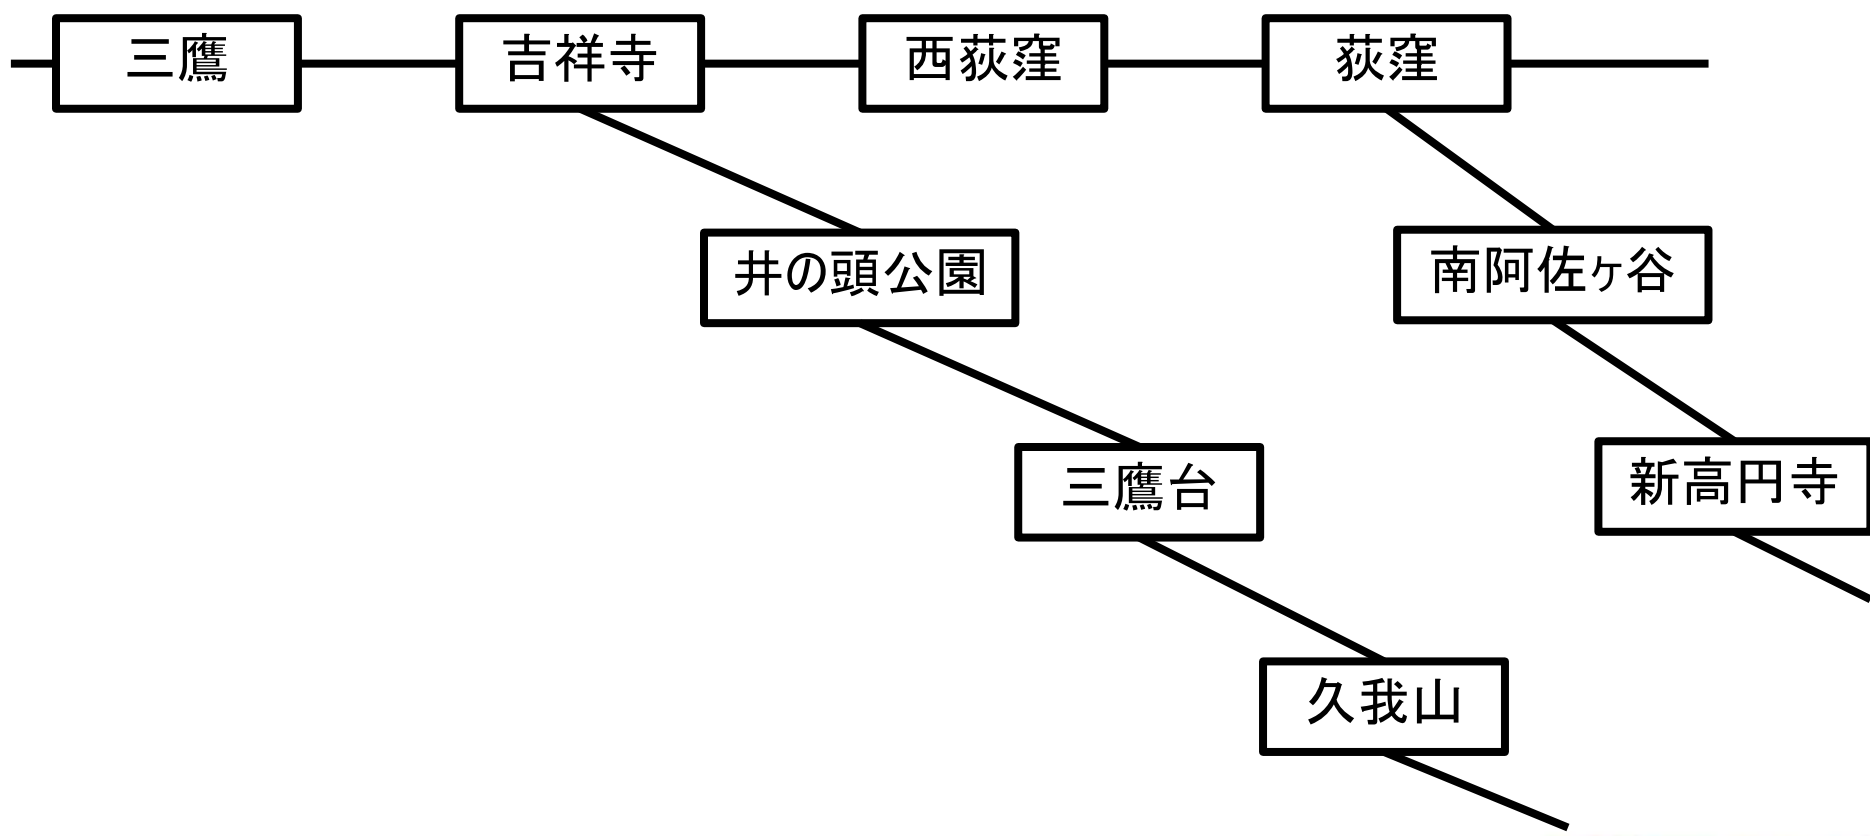 三鷹
吉祥寺
西荻窪
荻窪
井の頭公園
南阿佐ヶ谷
三鷹台
新高円寺
久我山